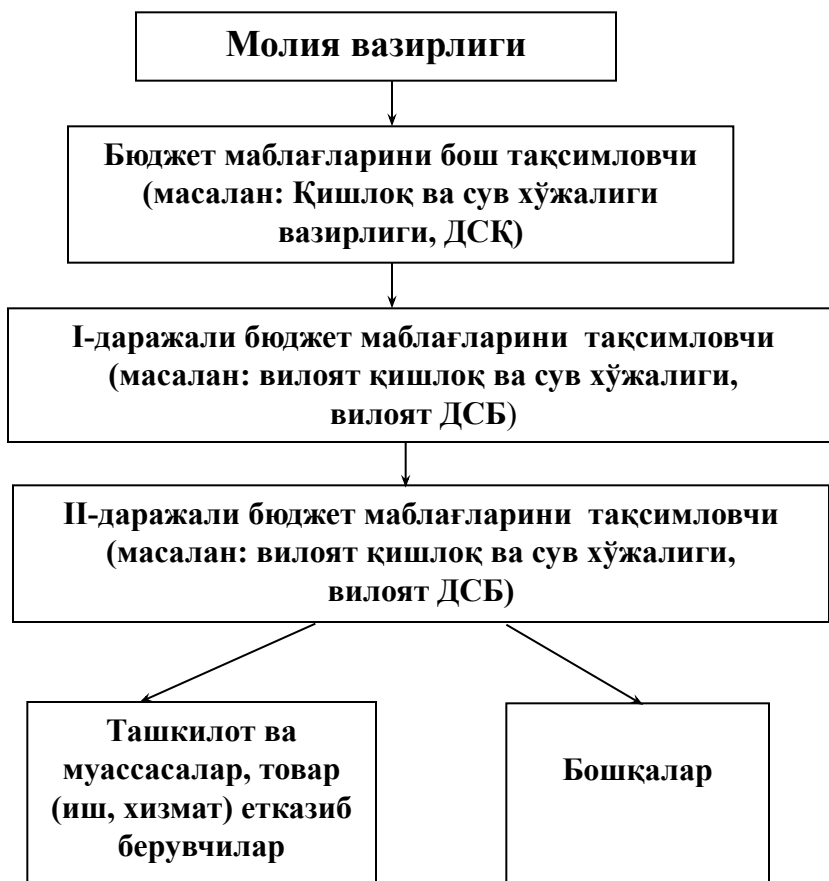 Молия вазирлиги
Бюджет маблағларини бош тақсимловчи
(масалан: Қишлоқ ва сув хўжалиги
вазирлиги, ДСҚ)
I-даражали бюджет маблағларини тақсимловчи
(масалан: вилоят қишлоқ ва сув хўжалиги,
вилоят ДСБ)
II-даражали бюджет маблағларини тақсимловчи
(масалан: вилоят қишлоқ ва сув хўжалиги,
вилоят ДСБ)
Ташкилот ва
муассасалар, товар
(иш, хизмат) етказиб
берувчилар
Бошқалар